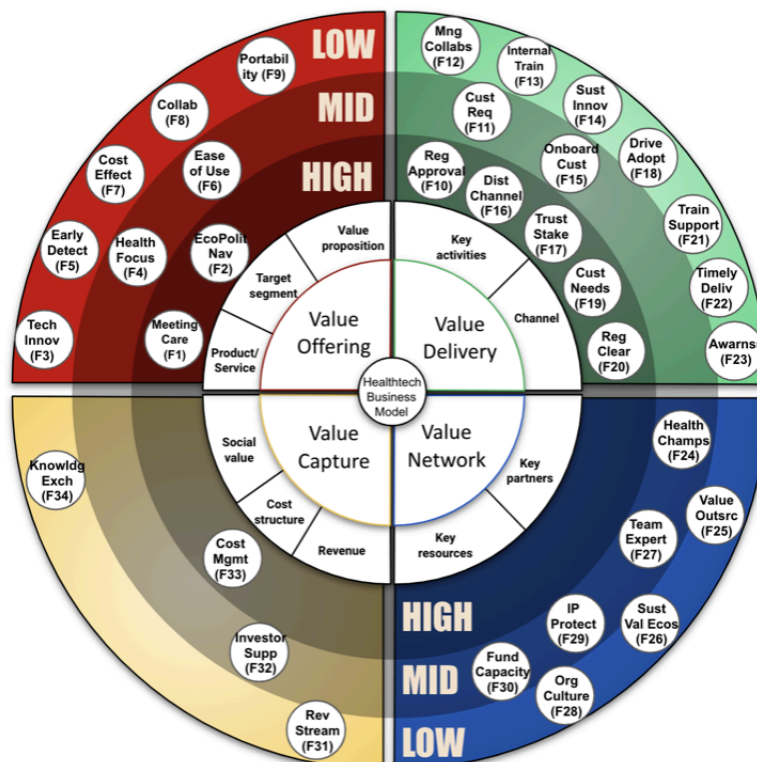 LOW
MID
HIGH
Portabil
ity (F9)
Collab
(F8)
Cost
Effect
(F7)
Ease
of Use
(F6)
Early
Detect
(F5)
Health
Focus
(F4)
EcoPolit
Nav
(F2)
Tech
Innov
(F3)
Meeting
Care
(F1)
Mng
Collabs
(F12)
Internal
Train
(F13)
Sust
Innov
(F14)
Cust
Req
(F11)
Onboard
Cust
(F15)
Drive
Adopt
(F18)
Reg
Approval
(F10)
Dist
Channel
(F16)
Trust
Stake
(F17)
Train
Support
(F21)
Cust
Needs
(F19)
Timely
Deliv
(F22)
Reg
Clear
(F20)
Awarnss
(F23)
Value
proposition
Target
segment
Product/
Service
Value
Offering
Key
activities
Channel
Value
Delivery
Healthtech
Business
Model
Social
value
Cost
structure
Revenue
Value
Capture
Value
Network
Key
partners
Key
resources
Knowldg
Exch
(F34)
Cost
Mgmt
(F33)
Investor
Supp
(F32)
Rev
Stream
(F31)
Health
Champs
(F24)
Value
Outsrc
(F25)
Team
Expert
(F27)
IP
Protect
(F29)
Sust
Val Ecos
(F26)
Fund
Capacity
(F30)
Org
Culture
(F28)
HIGH
MID
LOW